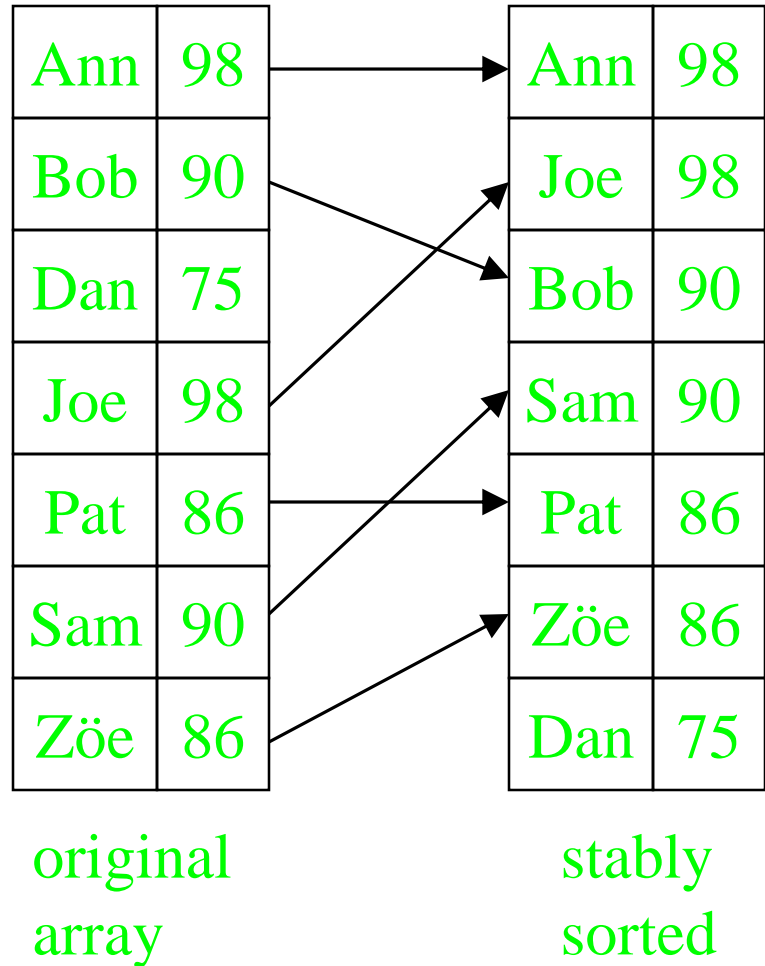 Ann 98 Ann 98
Bob 90 Joe 98
Dan 75 Bob 90
Joe 98 Sam 90
Pat 86 Pat 86
Sam 90 Zöe 86
Zöe 86 Dan 75
original stably
array sorted